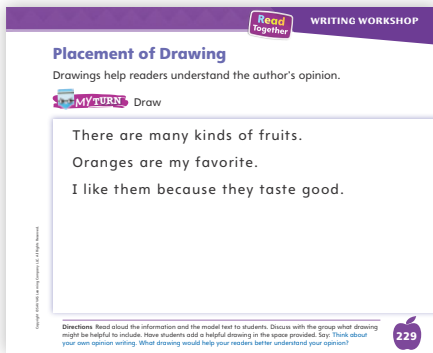 Read
Together
WRITING WORKSHOP
Placement of Drawing
Drawings help readers understand the author's opinion.
MY TURN Draw
There are many kinds of fruits.
Oranges are my favorite.
I like them because they taste good.
Directions Read aloud the information and the model text to students. Discuss with the group what drawing
might be helpful to include. Have students add a helpful drawing in the space provided. Say: Think about
your own opinion writing. What drawing would help your readers better understand your opinion?
229